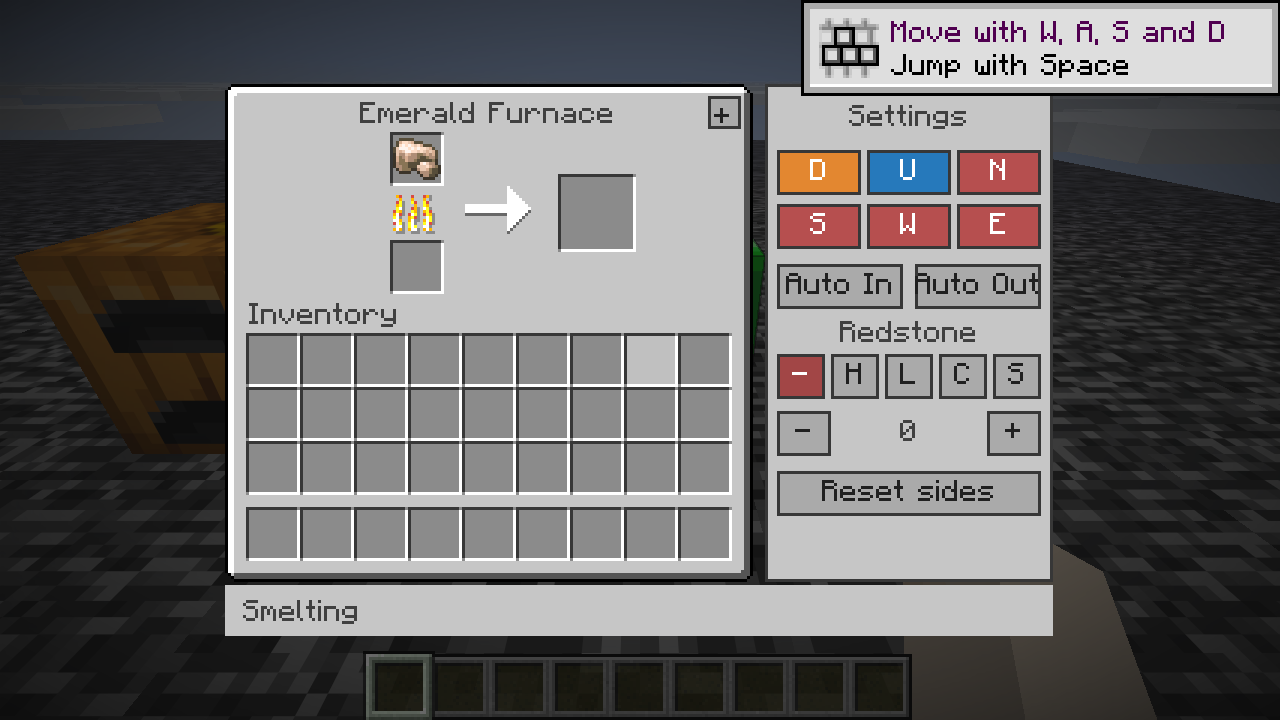 Move with W, A, S and D
Jump with Space
Emerald Furnace
+
Settings
D U N
S W E
Auto In Auto Out
Redstone
- H L C S
- 0 +
Reset sides
Inventory
Smelting